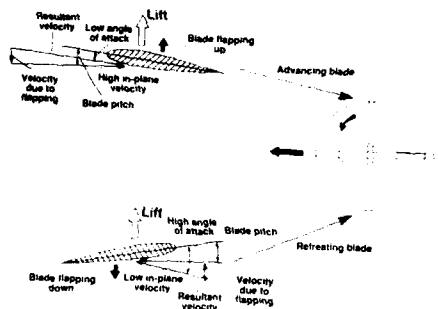 Resultant
velocity
Low angle
of attack
Lift
Blade flapping
up
Velocity
due to
flapping
High in-plane
velocity
Blade pitch
Advancing blade
Lift
High angle
of attack
Blade pitch
Retreating blade
Blade flapping
down
Low in-plane
velocity
Resultant
velocity
Velocity
due to
flapping